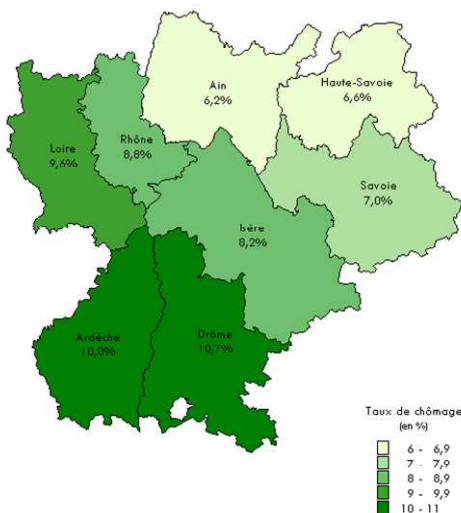 Ain
6,2%
Haute-Savoie
6,6%
Rhône
8,8%
Loire
9,6%
Savoie
7,0%
Isère
8,2%
Ardèche
10,0%
Drôme
10,7%
Taux de chômage
(en %)
6 - 6,9
7 - 7,9
8 - 8,9
9 - 9,9
10 - 11